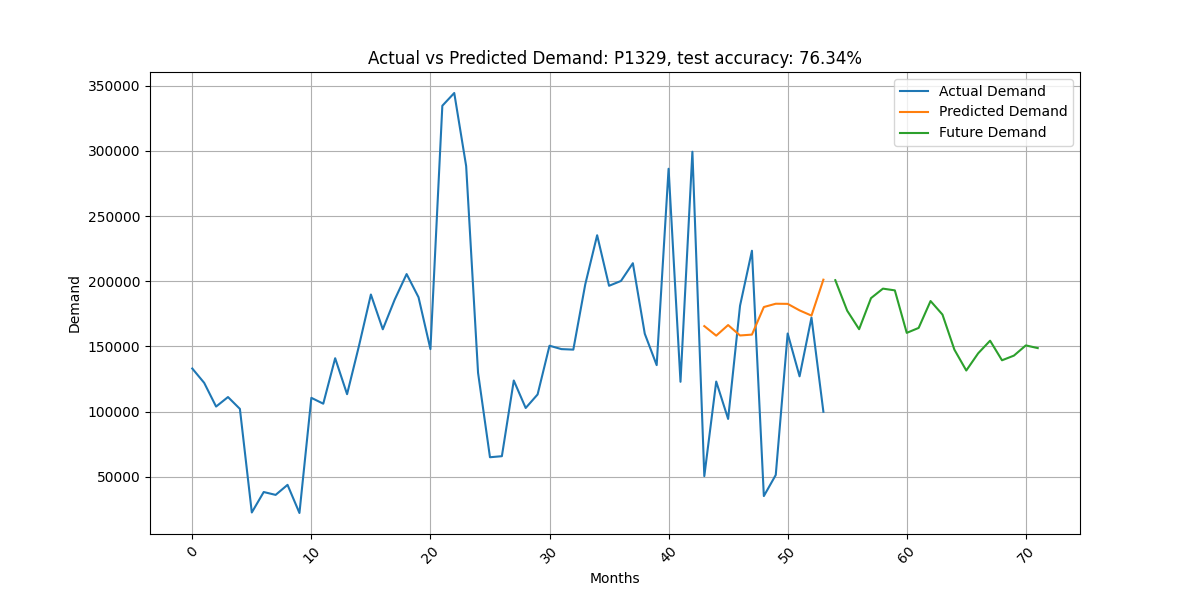 Actual vs Predicted Demand: P1329, test accuracy: 76.34%
350000
300000
250000
200000
150000
100000
50000
Demand
Actual Demand
Predicted Demand
Future Demand
0
10
20
30
40
50
60
70
Months